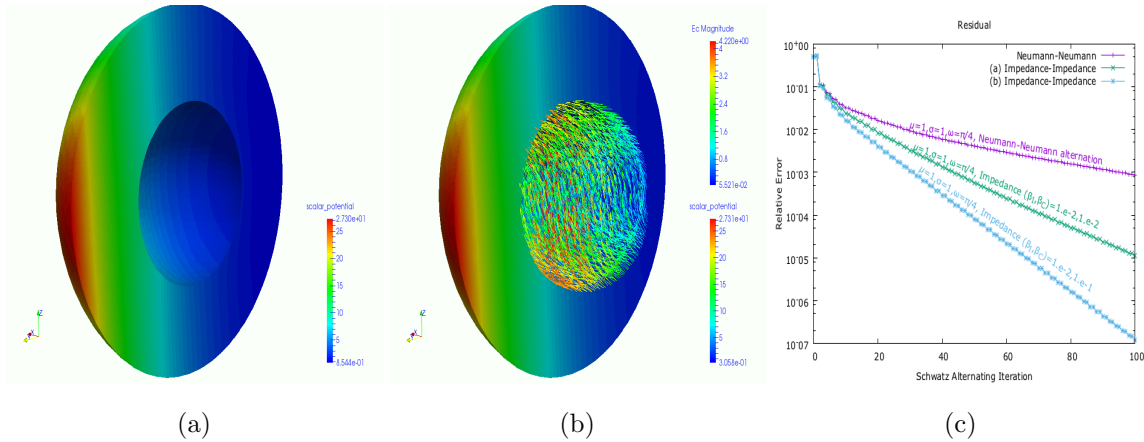 scalar_potential
2.730e+01
25
20
15
10
5
8.544e-01
Z
X
(a)
Ec Magnitude
4.220e+00
4
3.2
2.4
1.6
0.8
5.521e-02
scalar_potential
2.731e+01
25
20
15
10
5
3.058e-01
Z
X
(b)
Residual
Neumann-Neumann
(a) Impedance-Impedance
(b) Impedance-Impedance
10^+00
10^-01
10^-02
10^-03
10^-04
10^-05
10^-06
10^-07
Relative Error
μ=1,σ=1,ω=π/4, Neumann-Neumann alternation
μ=1,σ=1,ω=π/4, Impedance (β_I,β_C)=1.e-2,1.e-2
μ=1,σ=1,ω=π/4, Impedance (β_I,β_C)=1.e-2,1.e-1
0 20 40 60 80 100
Schwatz Alternating Iteration
(c)